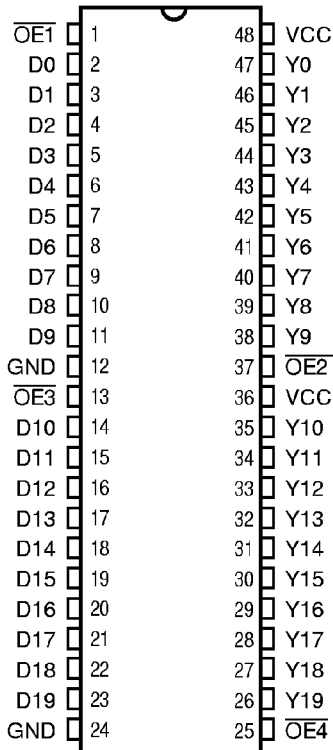 O̅E̅1̅ 1 48 VCC
D0 2 47 Y0
D1 3 46 Y1
D2 4 45 Y2
D3 5 44 Y3
D4 6 43 Y4
D5 7 42 Y5
D6 8 41 Y6
D7 9 40 Y7
D8 10 39 Y8
D9 11 38 Y9
GND 12 37 O̅E̅2̅
O̅E̅3̅ 13 36 VCC
D10 14 35 Y10
D11 15 34 Y11
D12 16 33 Y12
D13 17 32 Y13
D14 18 31 Y14
D15 19 30 Y15
D16 20 29 Y16
D17 21 28 Y17
D18 22 27 Y18
D19 23 26 Y19
GND 24 25 O̅E̅4̅